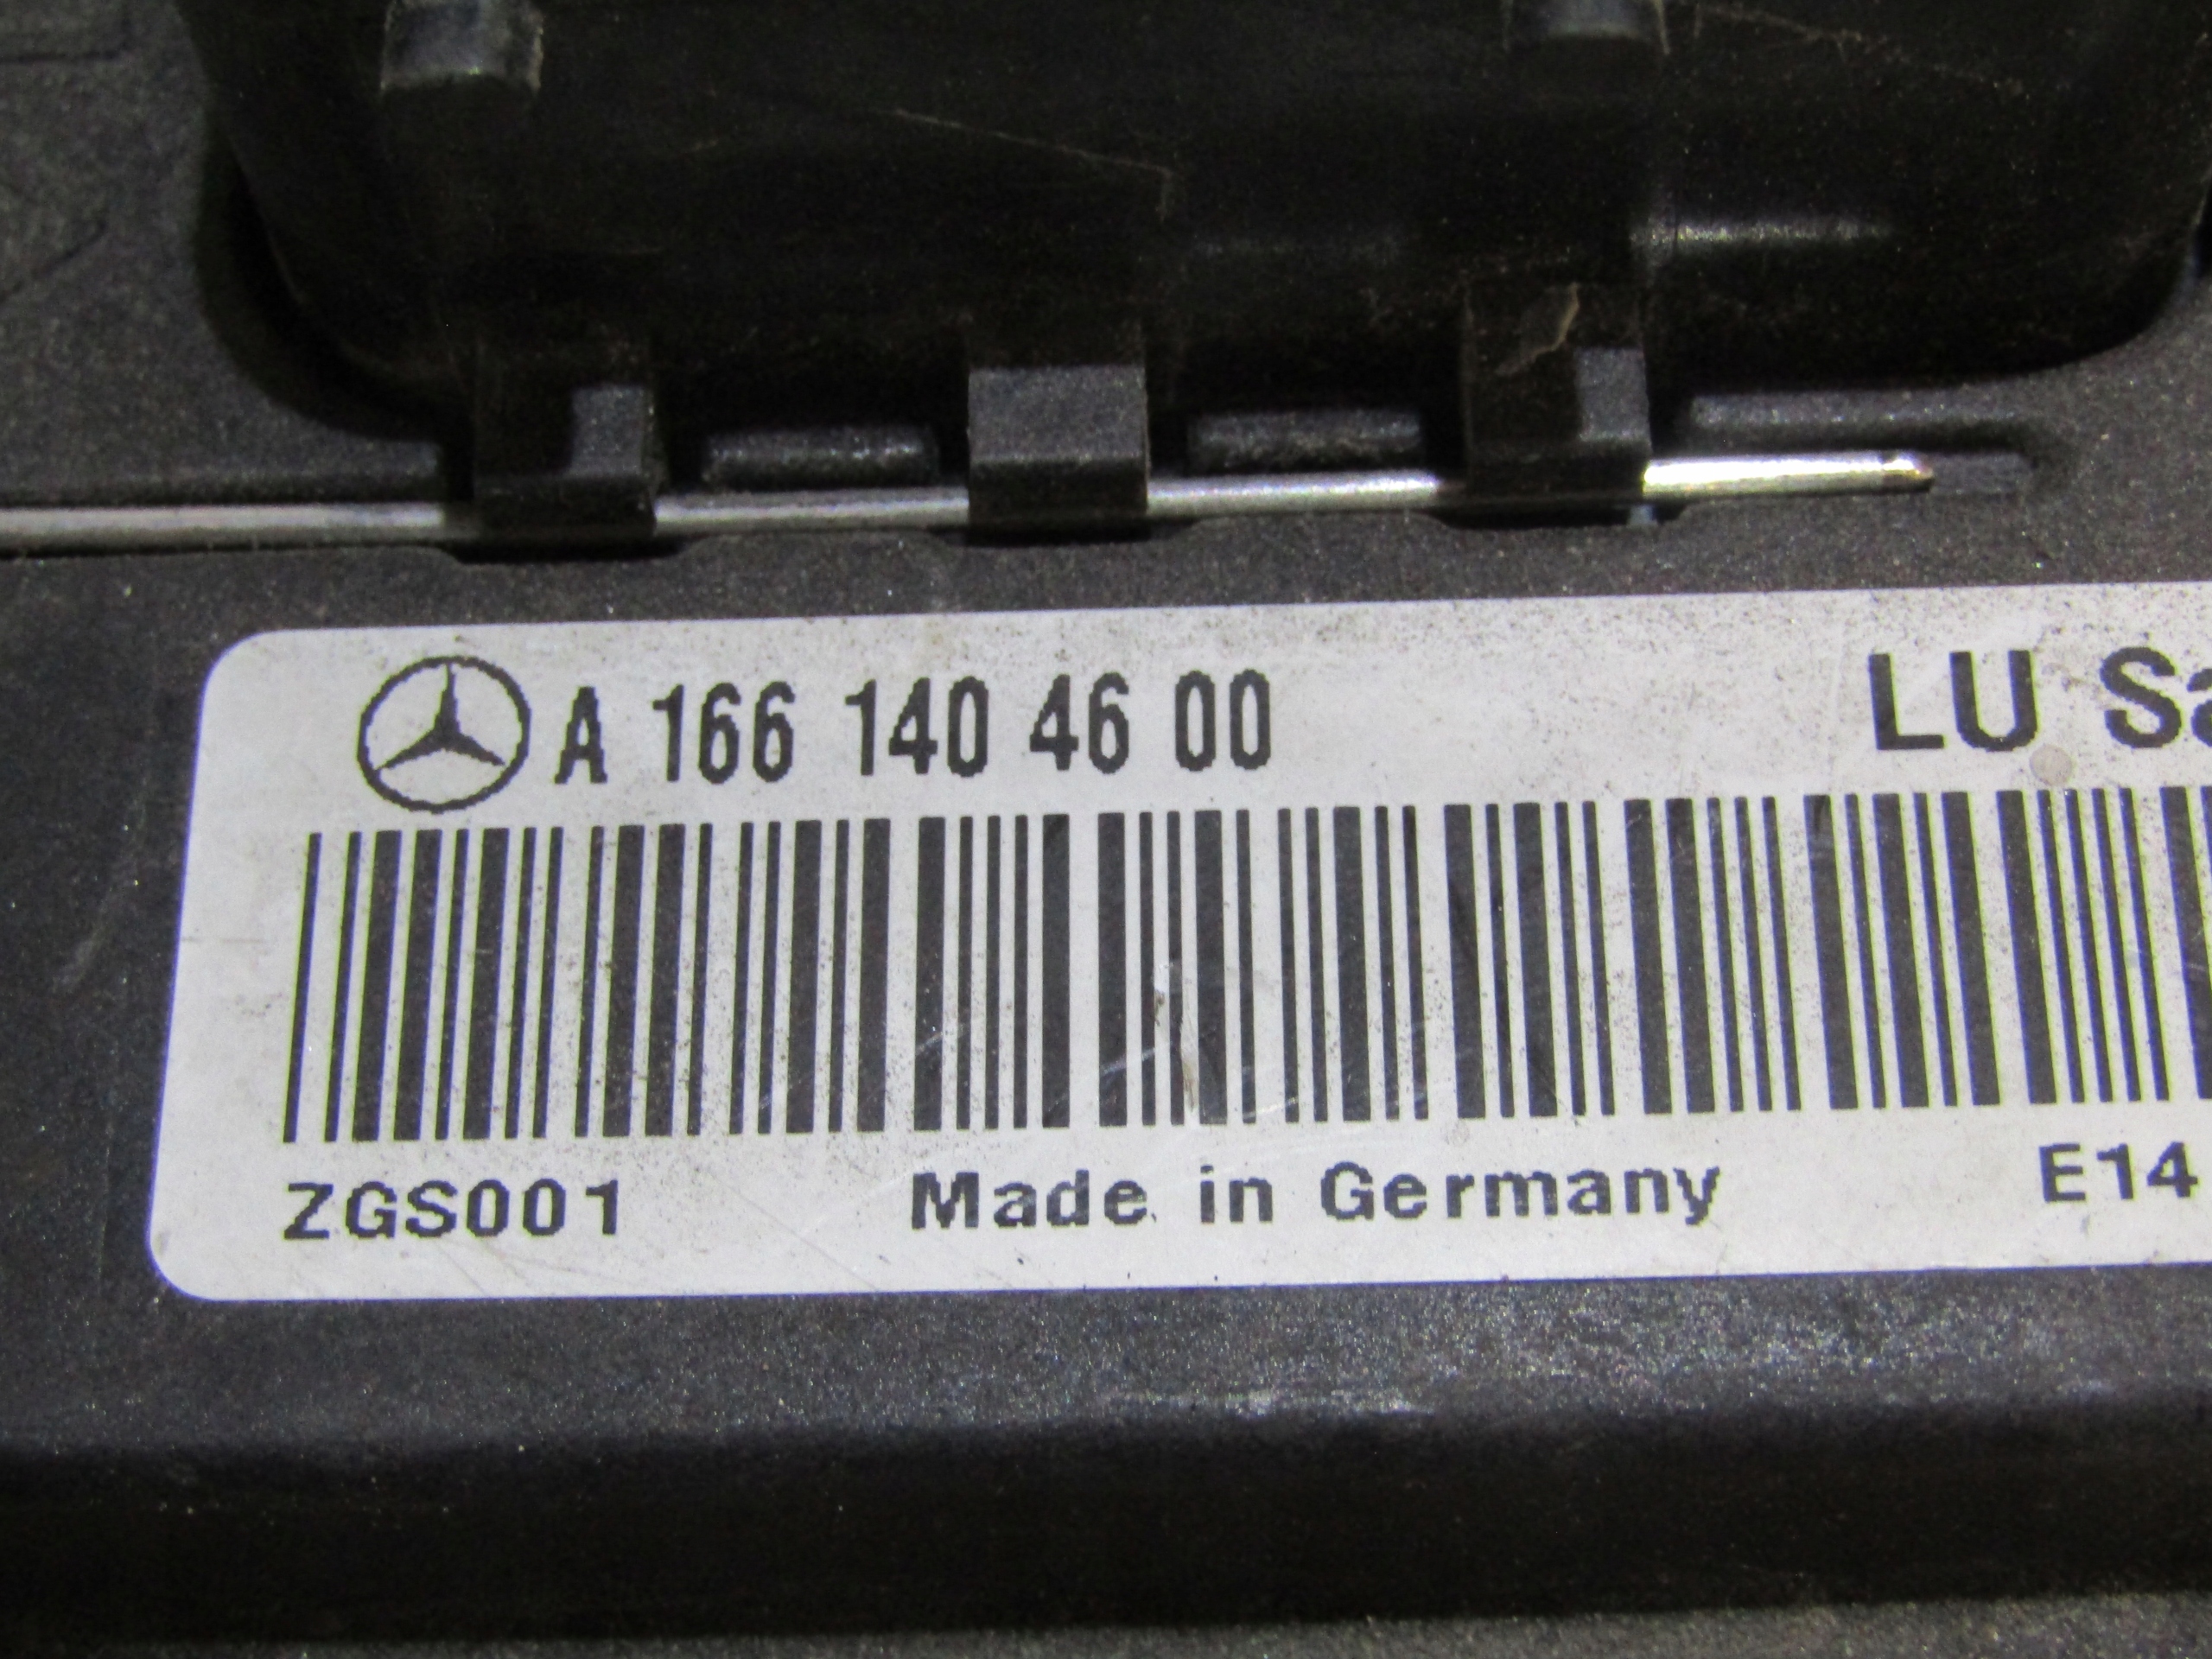 A 166 140 46 00
LU Sa
ZGS001 Made in Germany E14